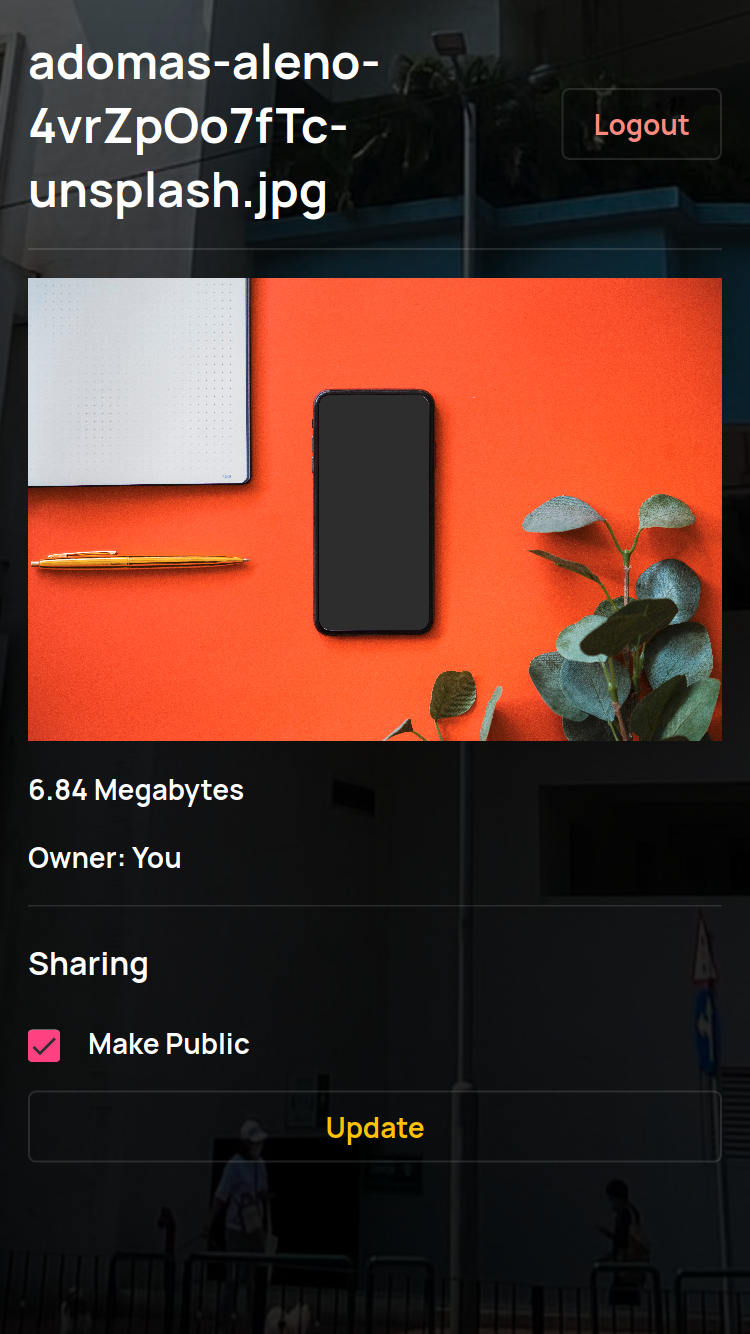 adomas-aleno-
4vrZpOo7fTc-
unsplash.jpg
Logout
6.84 Megabytes
Owner: You
Sharing
Make Public
Update